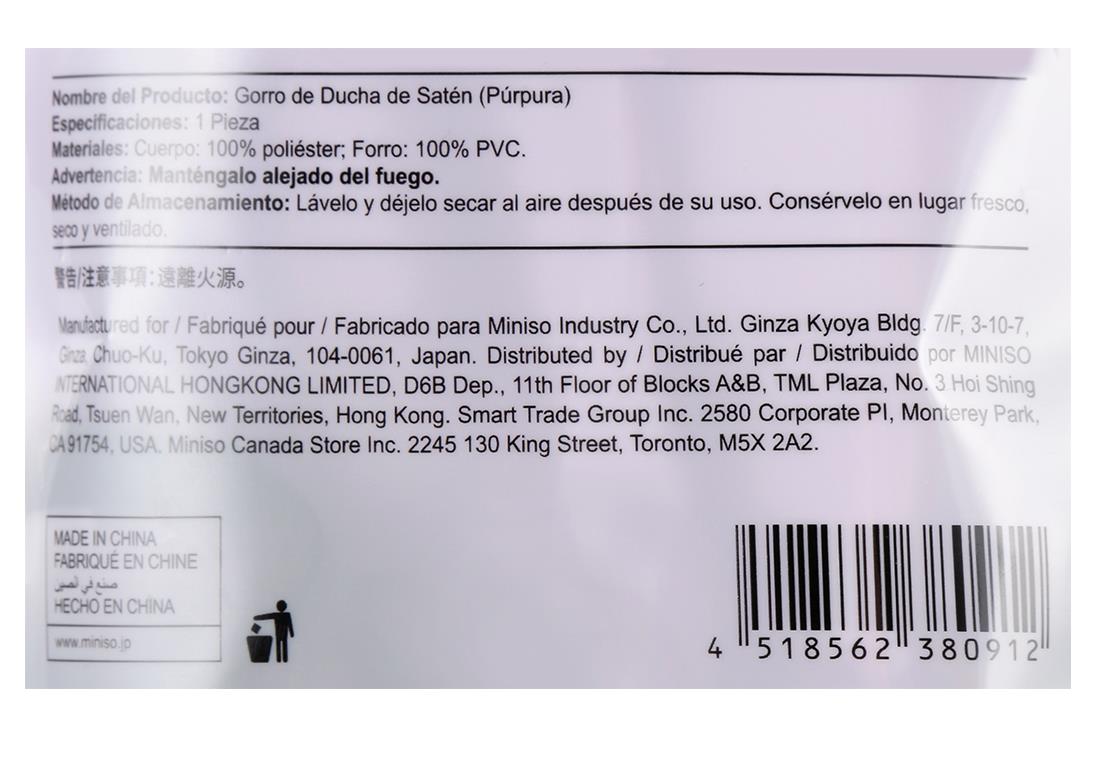 Nombre del Producto: Gorro de Ducha de Satén (Púrpura)
Especificaciones: 1 Pieza
Materiales: Cuerpo: 100% poliéster; Forro: 100% PVC.
Advertencia: Manténgalo alejado del fuego.
Método de Almacenamiento: Lávelo y déjelo secar al aire después de su uso. Consérvelo en lugar fresco,
seco y ventilado.
警告/注意事項:遠離火源。
Manufactured for / Fabriqué pour / Fabricado para Miniso Industry Co., Ltd. Ginza Kyoya Bldg. 7/F, 3-10-7,
Ginza, Chuo-Ku, Tokyo Ginza, 104-0061, Japan. Distributed by / Distribué par / Distribuido por MINISO
INTERNATIONAL HONGKONG LIMITED, D6B Dep., 11th Floor of Blocks A&B, TML Plaza, No. 3 Hoi Shing
Road, Tsuen Wan, New Territories, Hong Kong. Smart Trade Group Inc. 2580 Corporate Pl, Monterey Park,
CA 91754, USA. Miniso Canada Store Inc. 2245 130 King Street, Toronto, M5X 2A2.
MADE IN CHINA
FABRIQUÉ EN CHINE
صنع في الصين
HECHO EN CHINA
www.miniso.jp
4 518562 380912